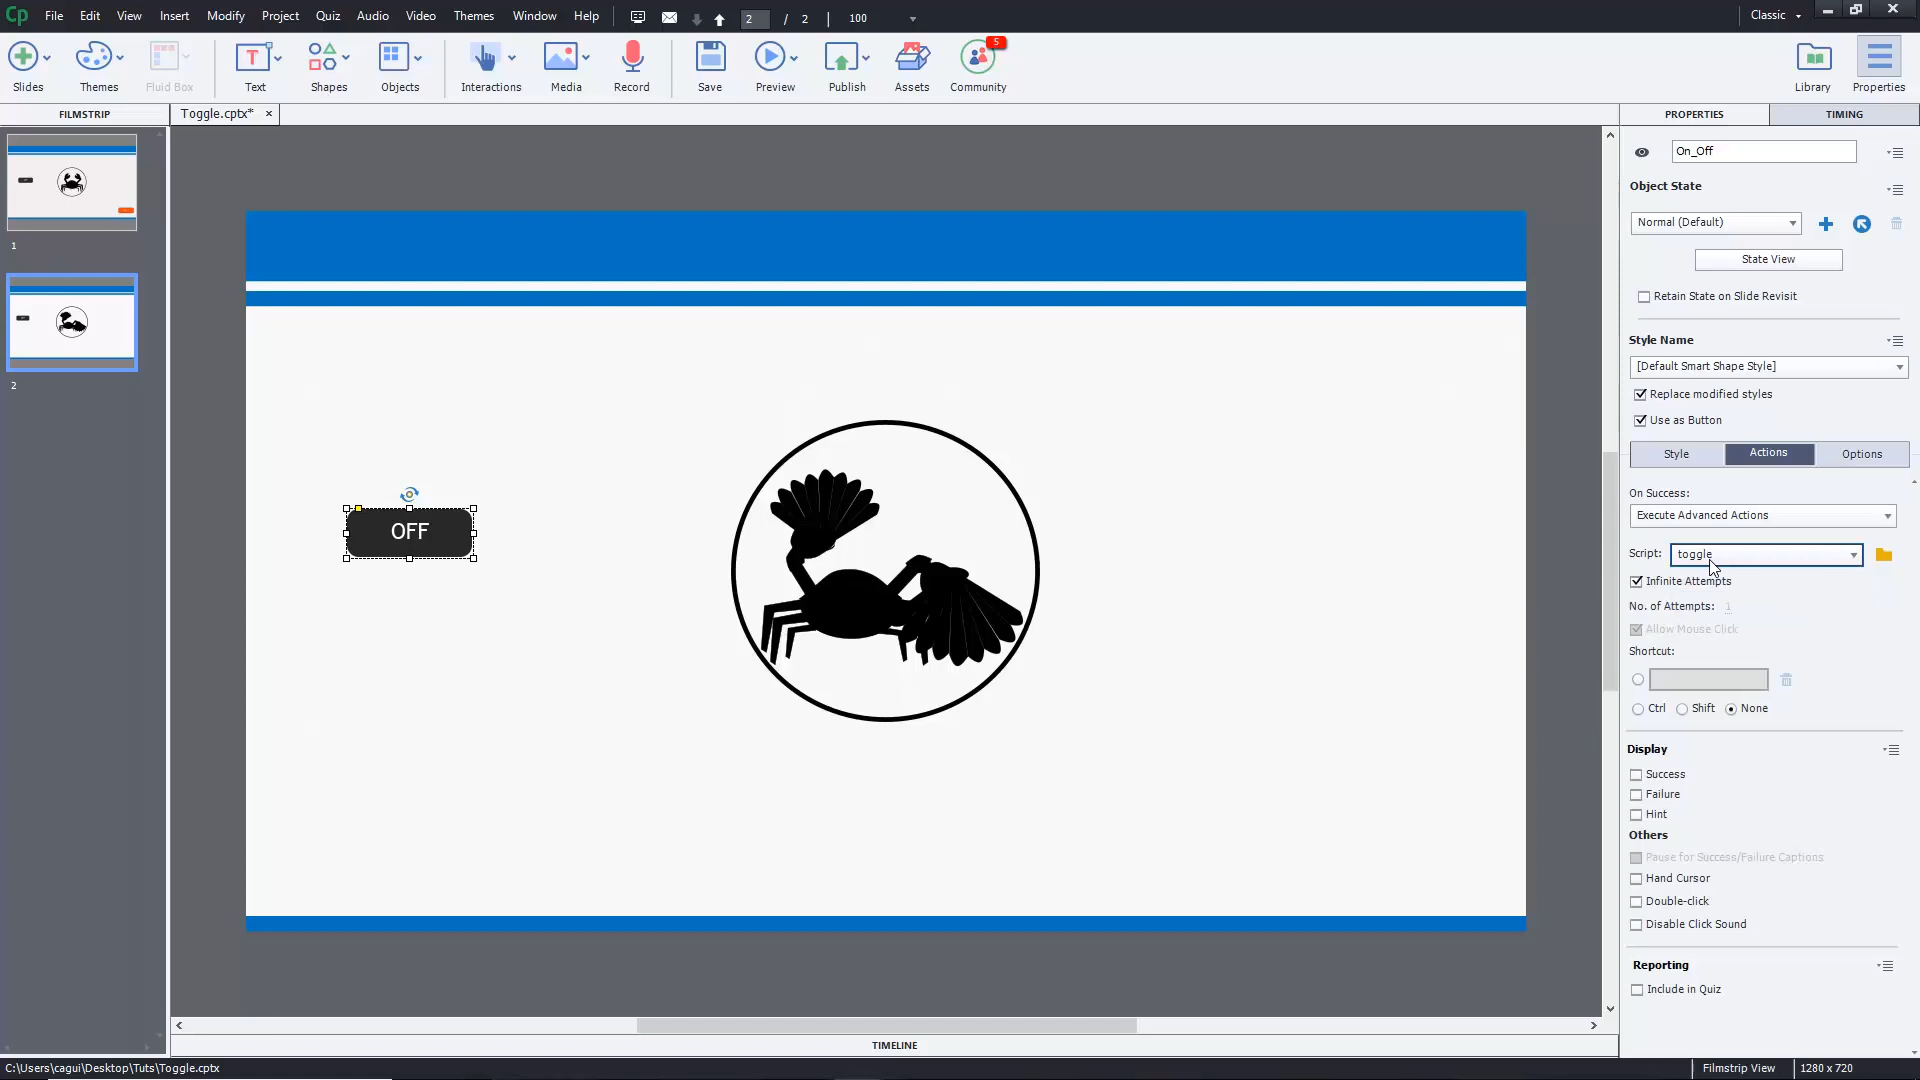 Cp File Edit View Insert Modify Project Quiz Audio Video Themes Window Help 2 / 2 100 Classic
Slides Themes Fluid Box Text Shapes Objects Interactions Media Record Save Preview Publish Assets Community 5 Library Properties
FILMSTRIP Toggle.cptx* × PROPERTIES TIMING
On_Off
Object State
Normal (Default)
State View
Retain State on Slide Revisit
Style Name
[Default Smart Shape Style]
Replace modified styles
Use as Button
Style Actions Options
On Success:
Execute Advanced Actions
Script: toggle
Infinite Attempts
No. of Attempts: 1
Allow Mouse Click
Shortcut:
Ctrl Shift None
Display
Success
Failure
Hint
Others
Pause for Success/Failure Captions
Hand Cursor
Double-click
Disable Click Sound
Reporting
Include in Quiz
1
2
OFF
TIMELINE
C:\Users\cagui\Desktop\Tuts\Toggle.cptx Filmstrip View 1280 x 720